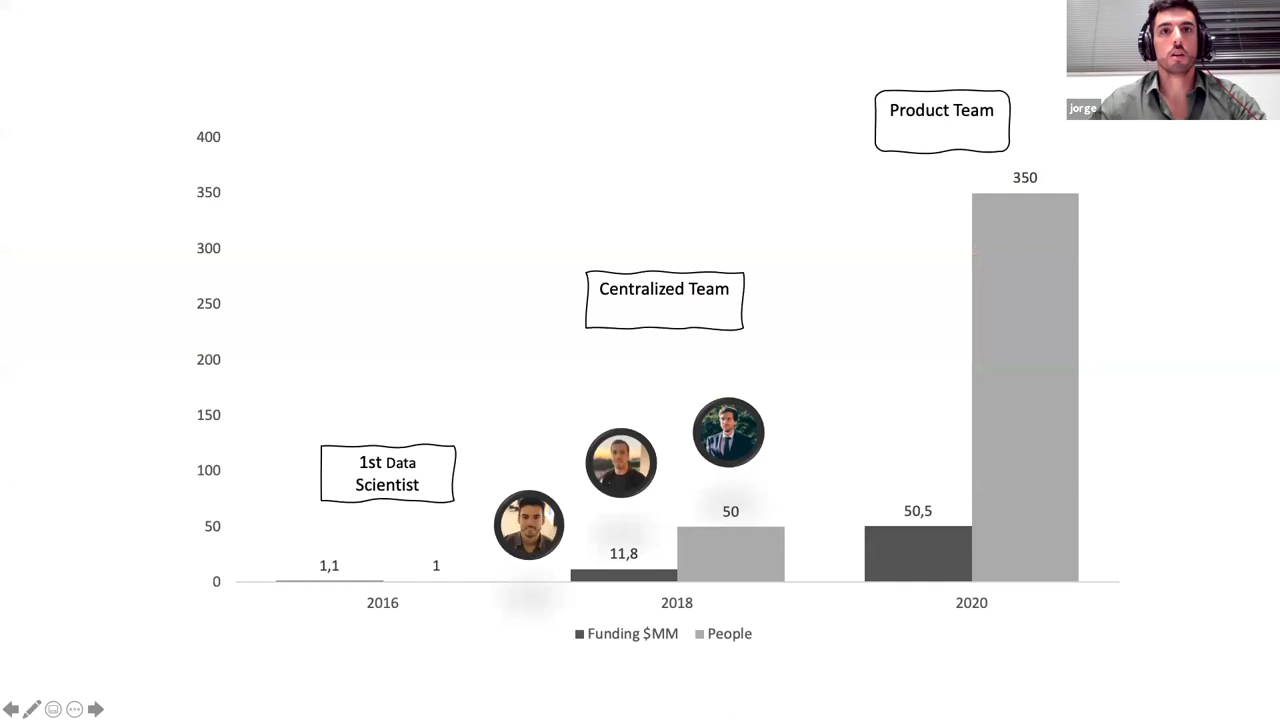 jorge
Product Team
400
350
350
300
Centralized Team
250
200
150
1st Data
Scientist
100
50
50
50,5
11,8
1,1
1
0
2016
2018
2020
Funding $MM
People